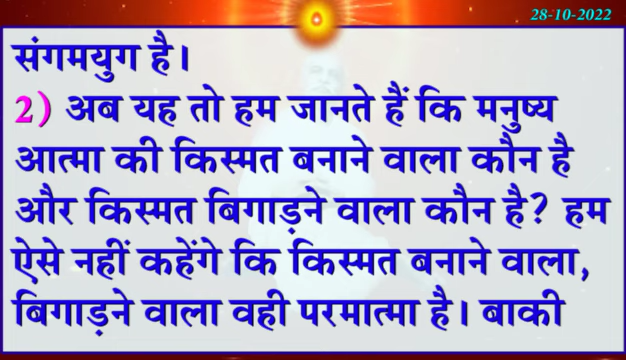 28-10-2022
संगमयुग है।
2) अब यह तो हम जानते हैं कि मनुष्य
आत्मा की किस्मत बनाने वाला कौन है
और किस्मत बिगाड़ने वाला कौन है? हम
ऐसे नहीं कहेंगे कि किस्मत बनाने वाला,
बिगाड़ने वाला वही परमात्मा है। बाकी